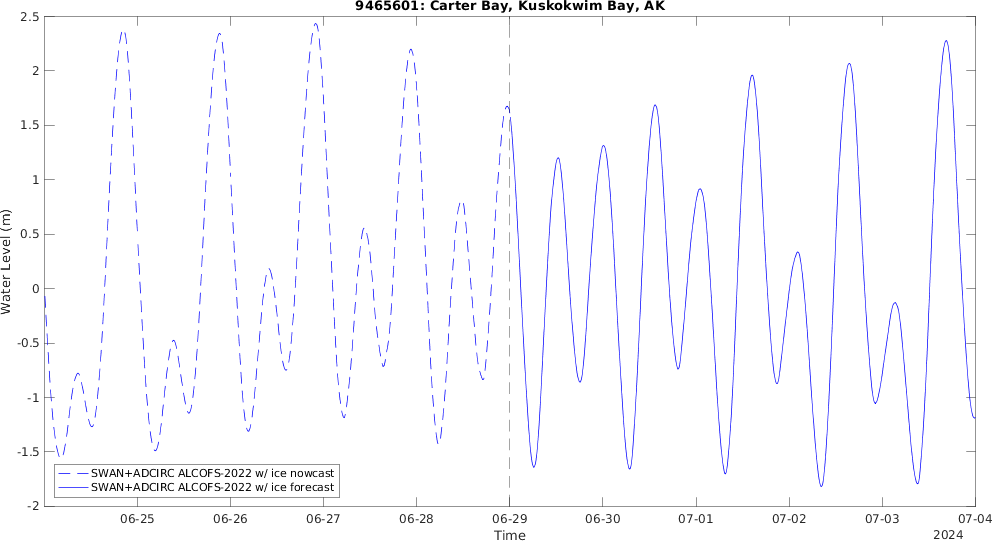 9465601: Carter Bay, Kuskokwim Bay, AK
Water Level (m)
2.5
2
1.5
1
0.5
0
-0.5
-1
-1.5
-2
SWAN+ADCIRC ALCOFS-2022 w/ ice nowcast
SWAN+ADCIRC ALCOFS-2022 w/ ice forecast
06-25 06-26 06-27 06-28 06-29 06-30 07-01 07-02 07-03 07-04
Time
2024